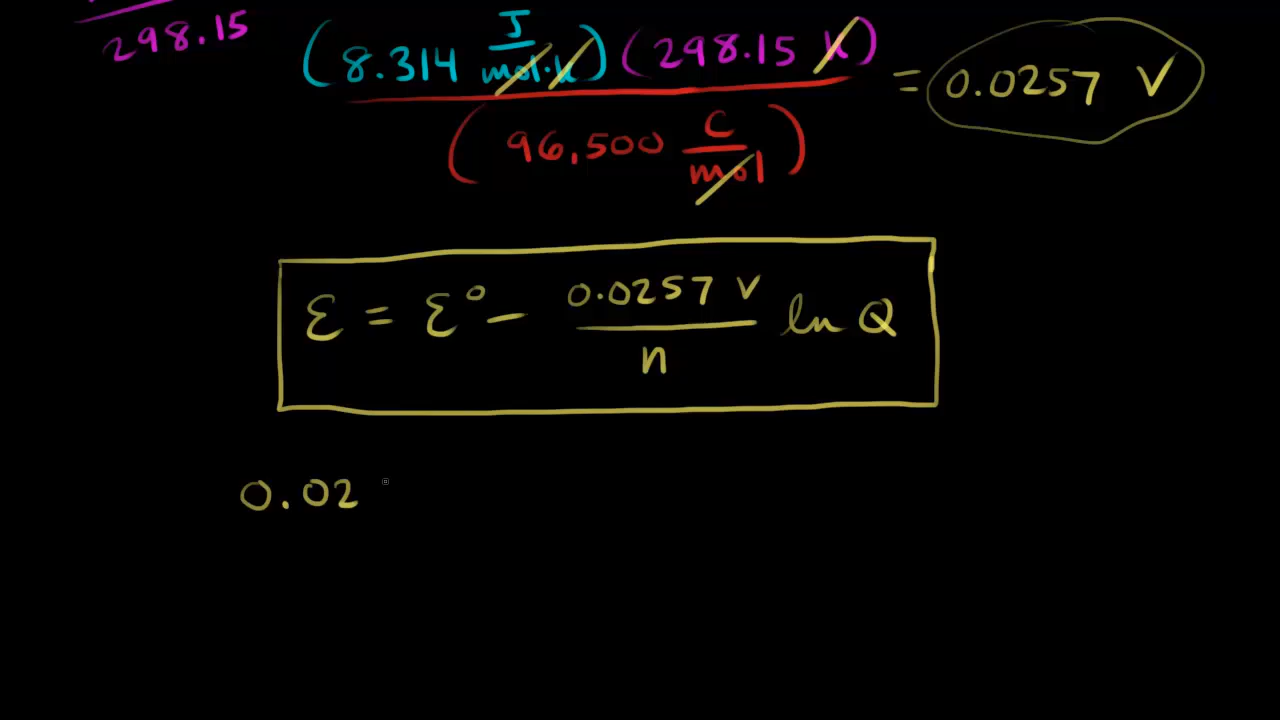 298.15
(8.314 J/mol·K)(298.15 K)
(96,500 C/mol)
= 0.0257 V
ε = ε° − 0.0257 V/n ln Q
0.02